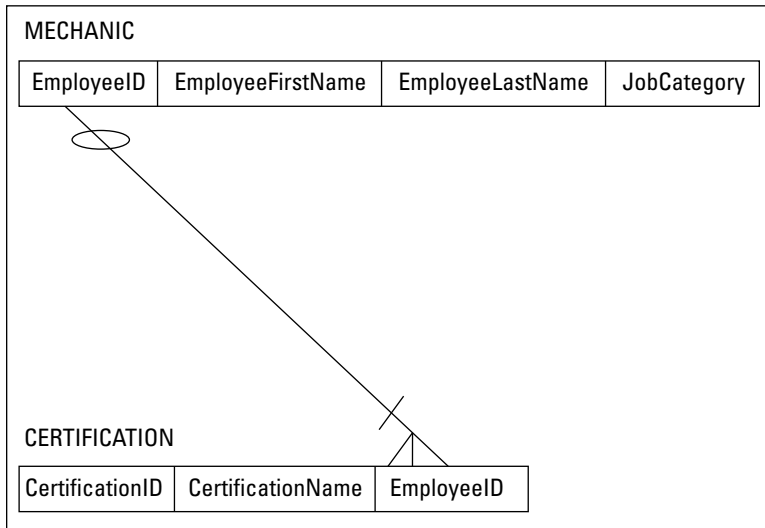 MECHANIC
EmployeeID EmployeeFirstName EmployeeLastName JobCategory
CERTIFICATION
CertificationID CertificationName EmployeeID